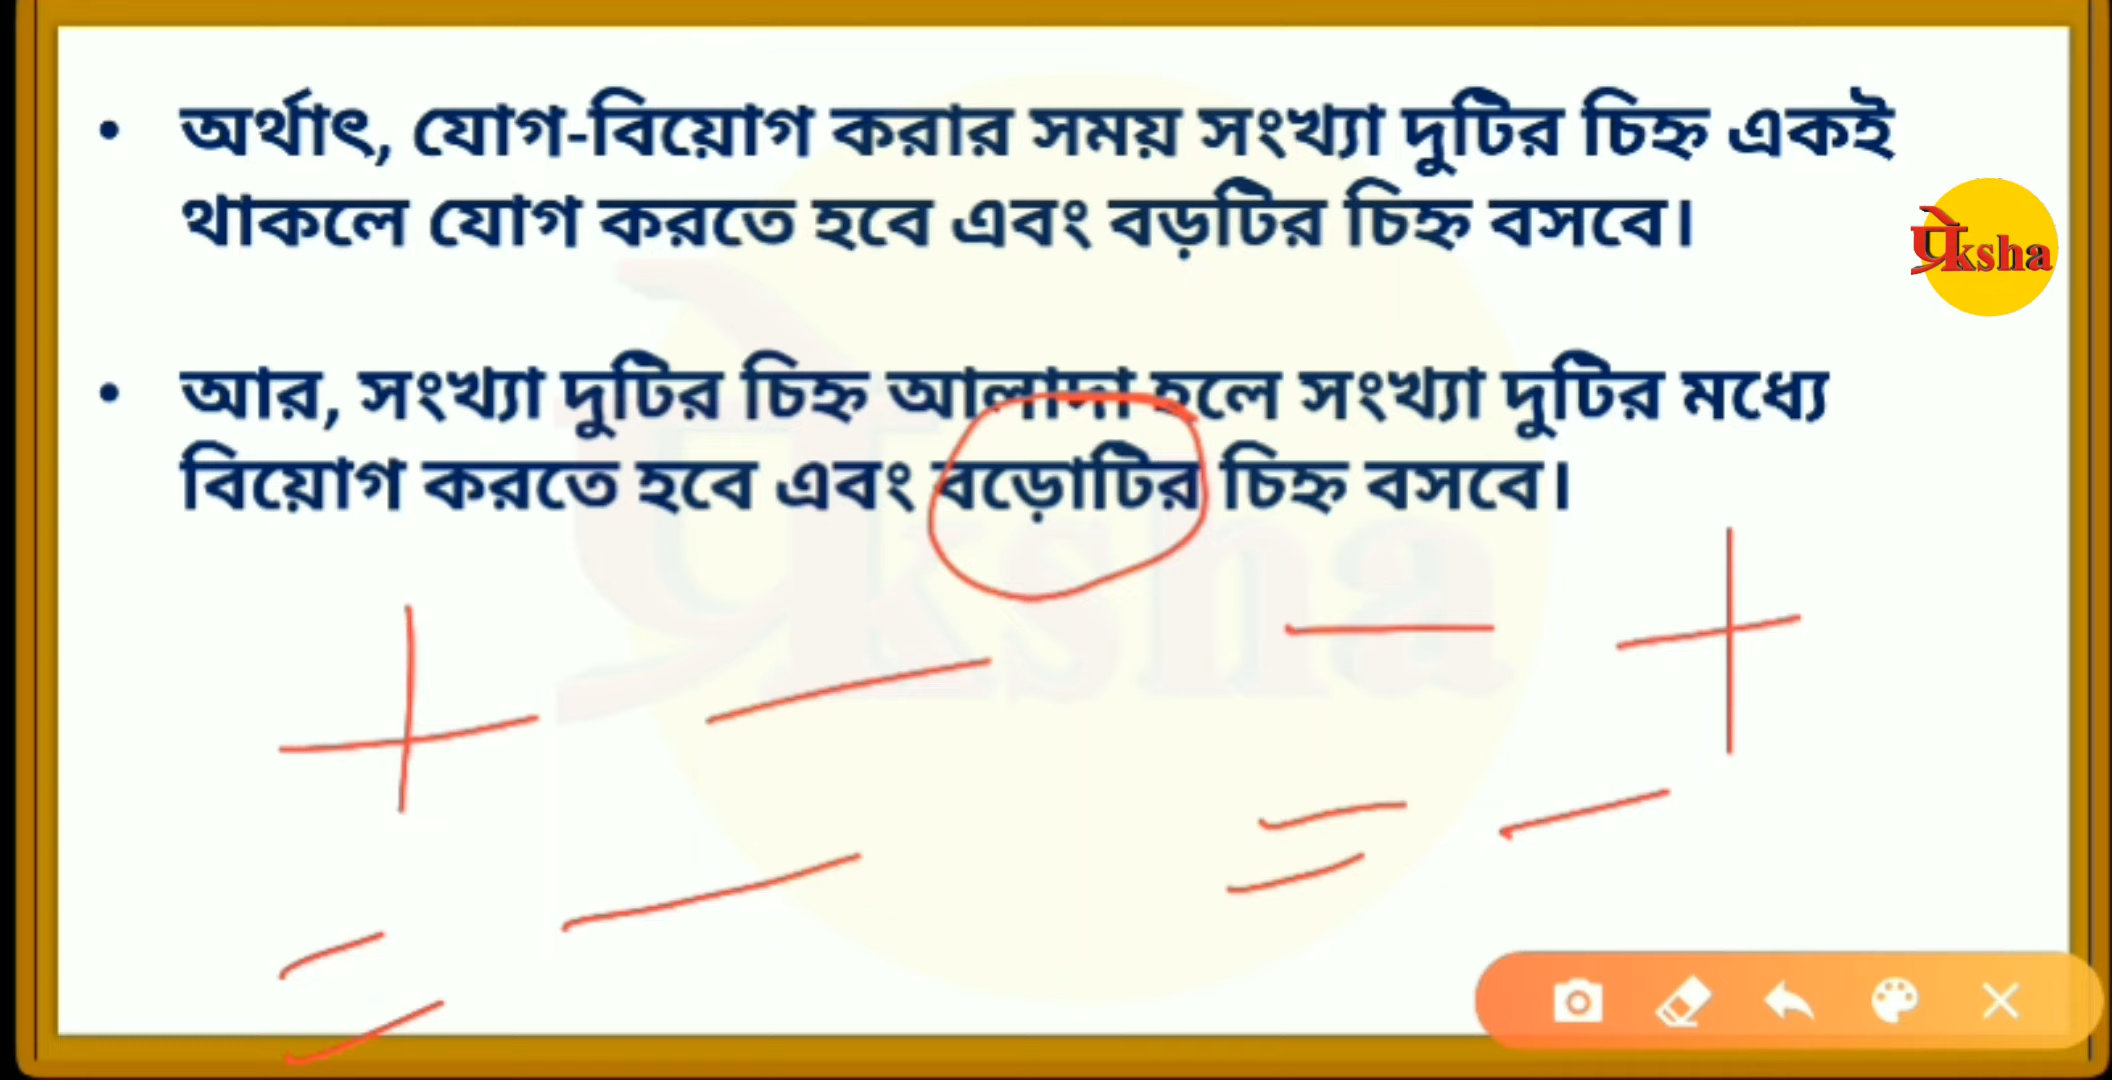 • অর্থাৎ, যোগ-বিয়োগ করার সময় সংখ্যা দুটির চিহ্ন একই
থাকলে যোগ করতে হবে এবং বড়টির চিহ্ন বসবে।
प्रेksha
• আর, সংখ্যা দুটির চিহ্ন আলাদা হলে সংখ্যা দুটির মধ্যে
বিয়োগ করতে হবে এবং বড়োটির চিহ্ন বসবে।
+ − − +
= − = −